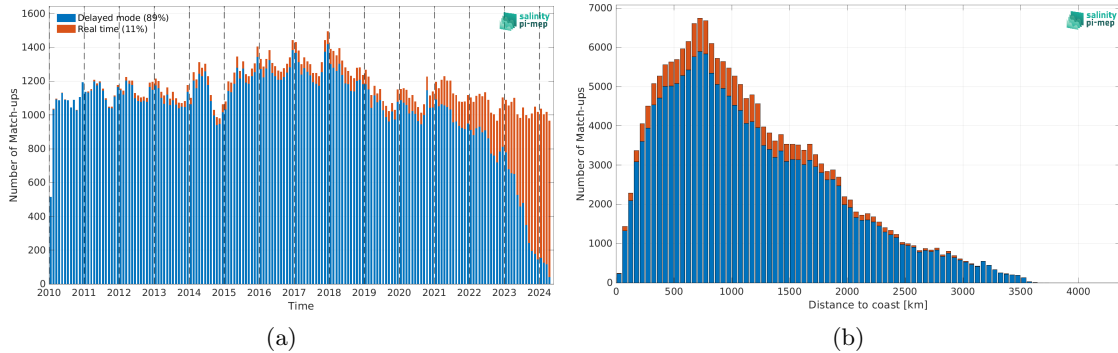 Delayed mode (89%)
Real time (11%)
salinity
pi-mep
Number of Match-ups
1600
1400
1200
1000
800
600
400
200
0
2010 2011 2012 2013 2014 2015 2016 2017 2018 2019 2020 2021 2022 2023 2024
Time
(a)
salinity
pi-mep
Number of Match-ups
7000
6000
5000
4000
3000
2000
1000
0
0 500 1000 1500 2000 2500 3000 3500 4000
Distance to coast [km]
(b)